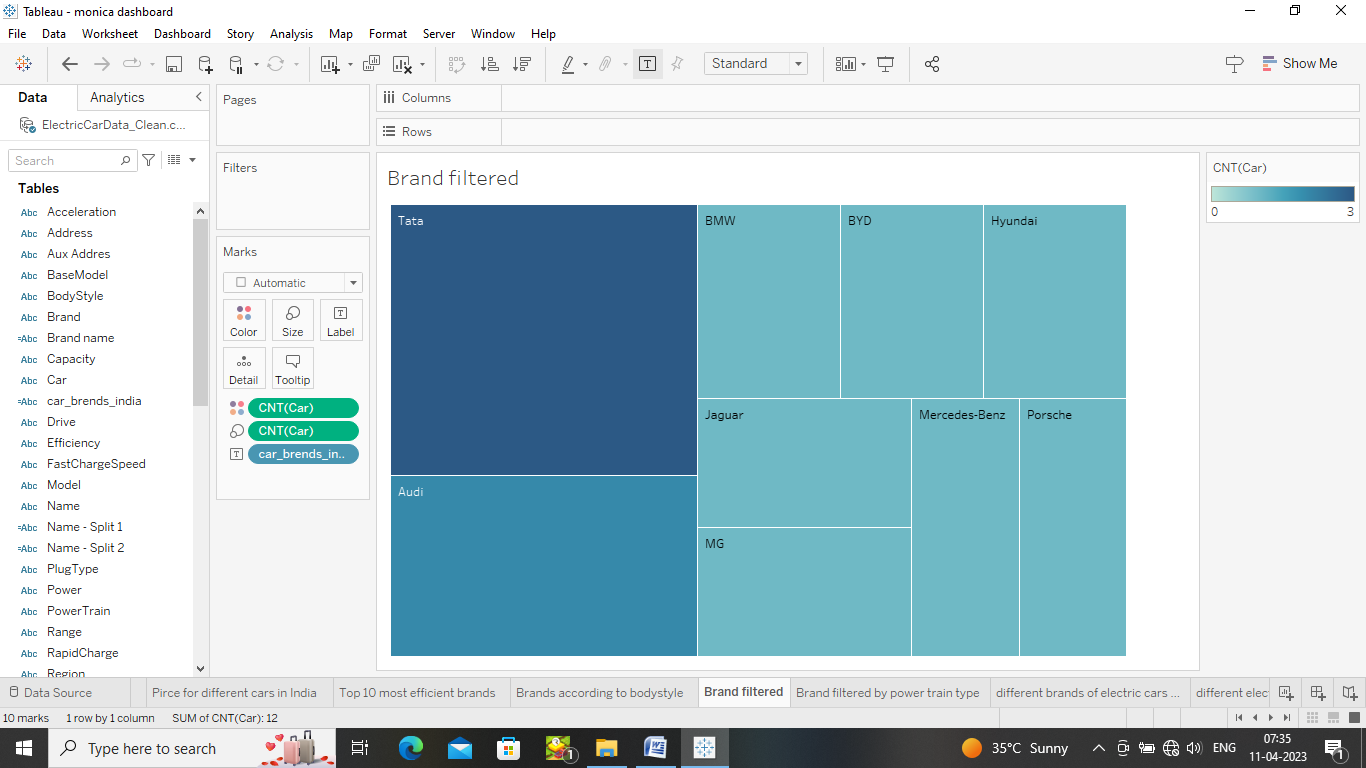 Tableau - monica dashboard
File Data Worksheet Dashboard Story Analysis Map Format Server Window Help
Standard
Show Me
Data Analytics
ElectricCarData_Clean.c...
Search
Tables
Abc Acceleration
Abc Address
Abc Aux Addres
Abc BaseModel
Abc BodyStyle
Abc Brand
=Abc Brand name
Abc Capacity
Abc Car
=Abc car_brends_india
Abc Drive
Abc Efficiency
Abc FastChargeSpeed
Abc Model
Abc Name
=Abc Name - Split 1
=Abc Name - Split 2
Abc PlugType
Abc Power
Abc PowerTrain
Abc Range
Abc RapidCharge
Abc Region
Pages
Filters
Marks
Automatic
Color Size Label
Detail Tooltip
CNT(Car)
CNT(Car)
car_brends_in..
Columns
Rows
Brand filtered
Tata
BMW
BYD
Hyundai
Audi
Jaguar
Mercedes-Benz
Porsche
MG
CNT(Car)
0 3
Data Source Pirce for different cars in India Top 10 most efficient brands Brands according to bodystyle Brand filtered Brand filtered by power train type different brands of electric cars ... different elec
10 marks 1 row by 1 column SUM of CNT(Car): 12
Type here to search
1
35°C Sunny
ENG
07:35
11-04-2023
1